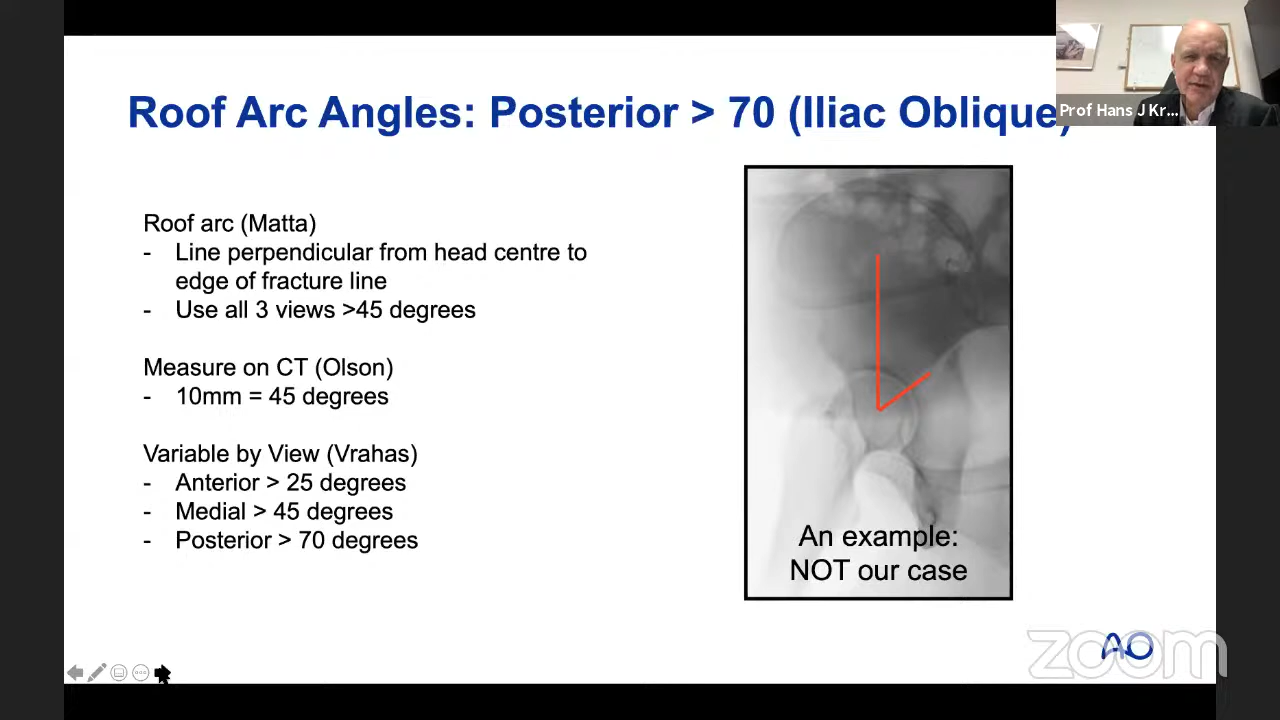 Roof Arc Angles: Posterior > 70 (Iliac Oblique)
Prof Hans J Kr...
Roof arc (Matta)
- Line perpendicular from head centre to
edge of fracture line
- Use all 3 views >45 degrees
Measure on CT (Olson)
- 10mm = 45 degrees
Variable by View (Vrahas)
- Anterior > 25 degrees
- Medial > 45 degrees
- Posterior > 70 degrees
An example:
NOT our case
AO
zoom